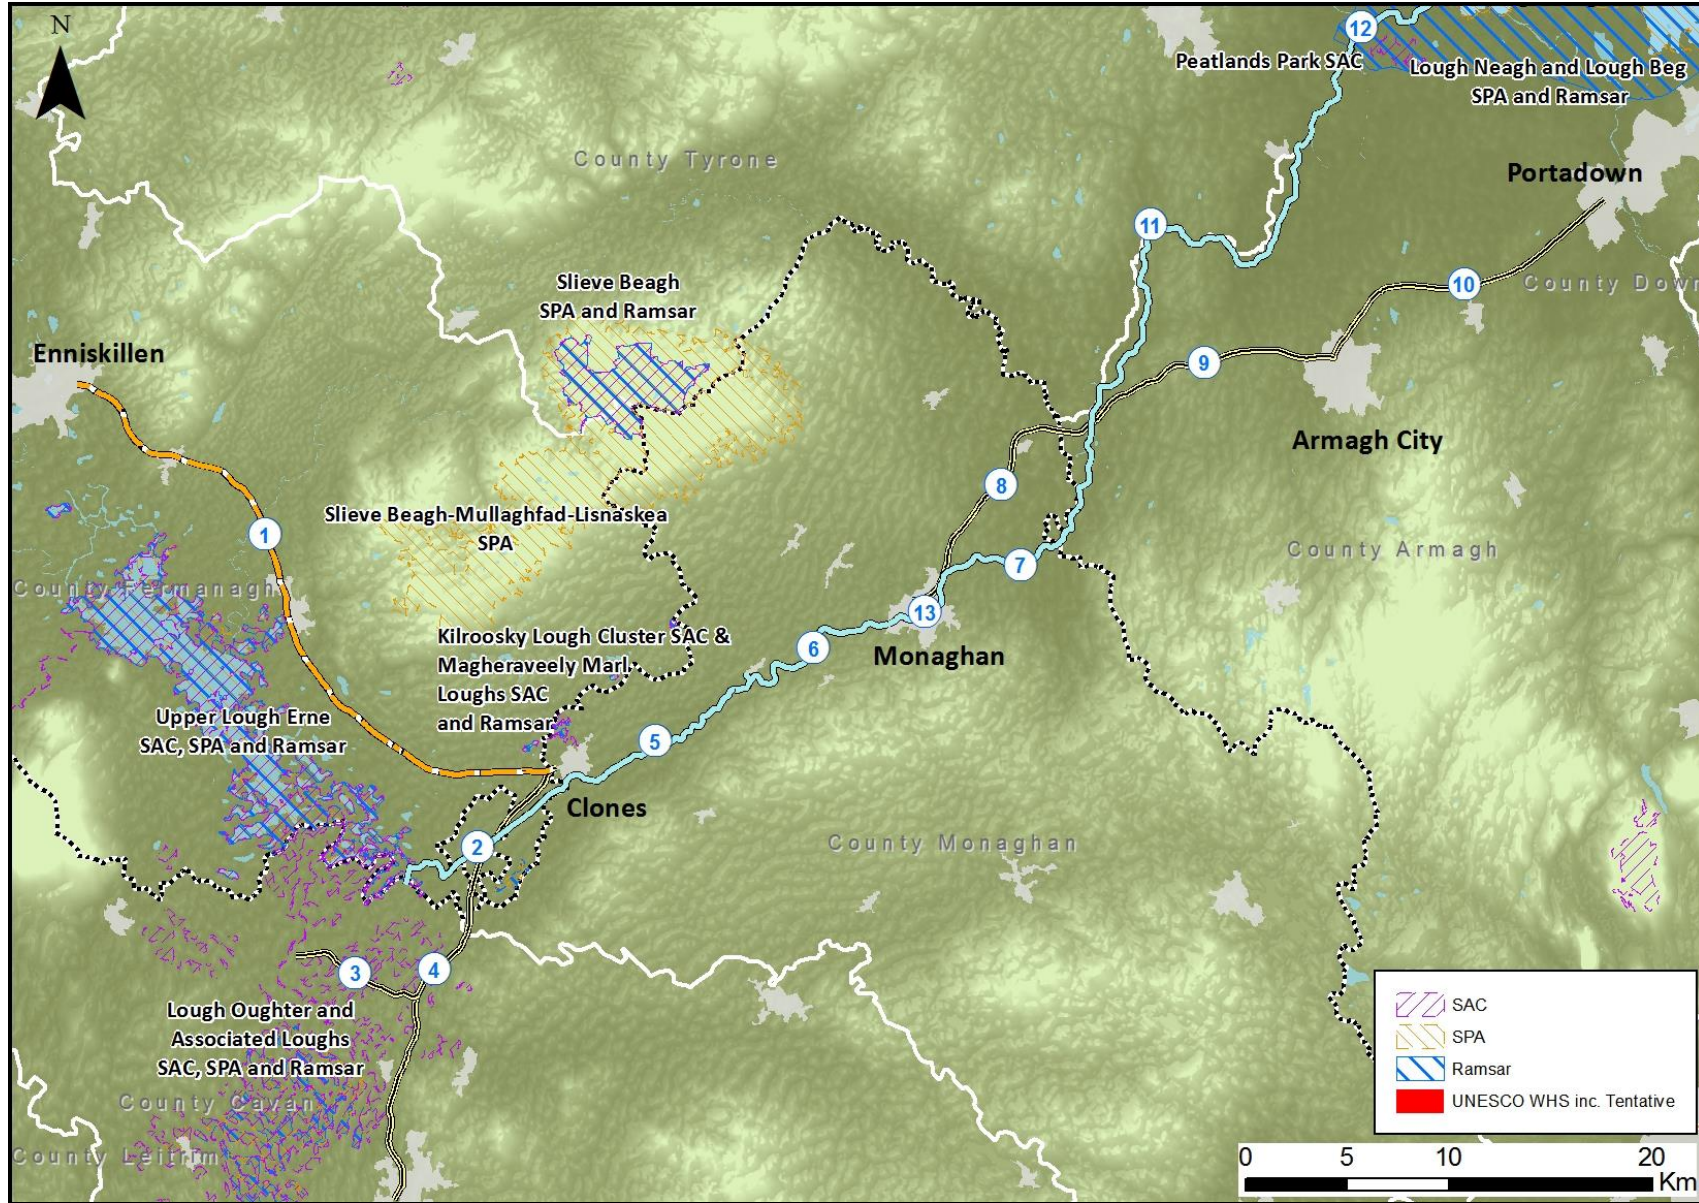 N
12
Peatlands Park SAC
Lough Neagh and Lough Beg
SPA and Ramsar
County Tyrone
Portadown
11
Slieve Beagh
SPA and Ramsar
10
County Down
Enniskillen
9
Armagh City
8
1
Slieve Beagh-Mullaghfad-Lisnaskea
SPA
County Armagh
7
County Fermanagh
13
Kilroosky Lough Cluster SAC &
Magheraveely Marl
Loughs SAC
and Ramsar
6
Monaghan
Upper Lough Erne
SAC, SPA and Ramsar
5
Clones
2
County Monaghan
3
4
Lough Oughter and
Associated Loughs
SAC, SPA and Ramsar
County Cavan
County Leitrim
SAC
SPA
Ramsar
UNESCO WHS inc. Tentative
0 5 10 20
Km